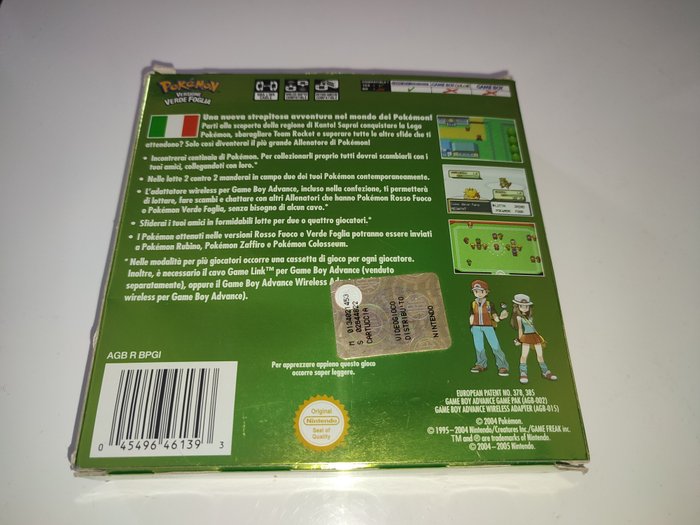 POKéMON
VERSIONE
VERDE FOGLIA
GAME BOY COLOR
GAME BOY
Una nuova strepitosa avventura nel mondo dei Pokémon!
Parti alla scoperta della regione di Kanto! Saprai conquistare la Lega
Pokémon, sbaragliare Team Rocket e superare tutte le altre sfide che ti
attendono? Solo così diventerai il più grande Allenatore di Pokémon!
• Incontrerai centinaia di Pokémon. Per collezionarli proprio tutti dovrai scambiarli con i
tuoi amici, collegandoti con loro.*
• Nelle lotte 2 contro 2 manderai in campo due dei tuoi Pokémon contemporaneamente.
• L'adattatore wireless per Game Boy Advance, incluso nella confezione, ti permetterà
di lottare, fare scambi e chattare con altri Allenatori che hanno Pokémon Rosso Fuoco
o Pokémon Verde Foglia, senza bisogno di alcun cavo.*
• Sfiderai i tuoi amici in formidabili lotte per due o quattro giocatori.*
• I Pokémon ottenuti nelle versioni Rosso Fuoco e Verde Foglia potranno essere inviati
a Pokémon Rubino, Pokémon Zaffiro e Pokémon Colosseum.
*Nelle modalità per più giocatori occorre una cassetta di gioco per ogni giocatore.
Inoltre, è necessario il cavo Game Link™ per Game Boy Advance (venduto
separatamente), oppure il Game Boy Advance Wireless
wireless per Game Boy Advance).
CARTUCCIA
VIDEOGIOCO
DISTRIBUITO
NINTENDO
AGB R BPGI
Per apprezzare appieno questo gioco
occorre saper leggere.
0 45496 46139 3
Original
Nintendo
Seal of
Quality
EUROPEAN PATENT NO. 378, 385
GAME BOY ADVANCE GAME PAK (AGB-002)
GAME BOY ADVANCE WIRELESS ADAPTER (AGB-015)
© 2004 Pokémon.
© 1995-2004 Nintendo/Creatures Inc./GAME FREAK inc.
TM and ® are trademarks of Nintendo.
© 2004-2005 Nintendo.